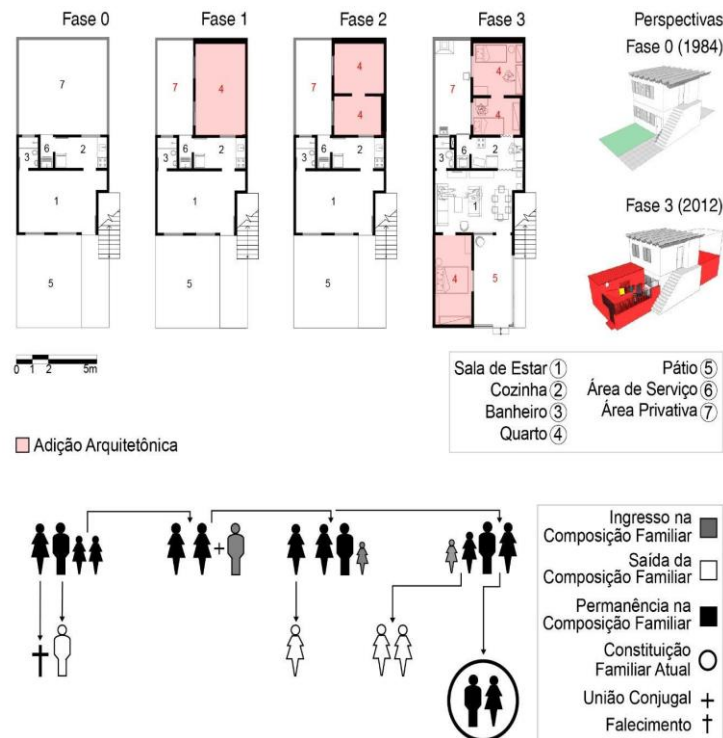 Fase 0
Fase 1
Fase 2
Fase 3
Perspectivas
Fase 0 (1984)
7
3
6
2
1
5
7
4
3
6
2
1
5
7
4
4
3
6
2
1
5
7
4
4
3
6
2
1
4
5
Fase 3 (2012)
0 1 2 5m
Sala de Estar 1
Cozinha 2
Banheiro 3
Quarto 4
Pátio 5
Área de Serviço 6
Área Privativa 7
Adição Arquitetônica
Ingresso na
Composição Familiar
Saída da
Composição Familiar
Permanência na
Composição Familiar
Constituição
Familiar Atual
União Conjugal +
Falecimento †